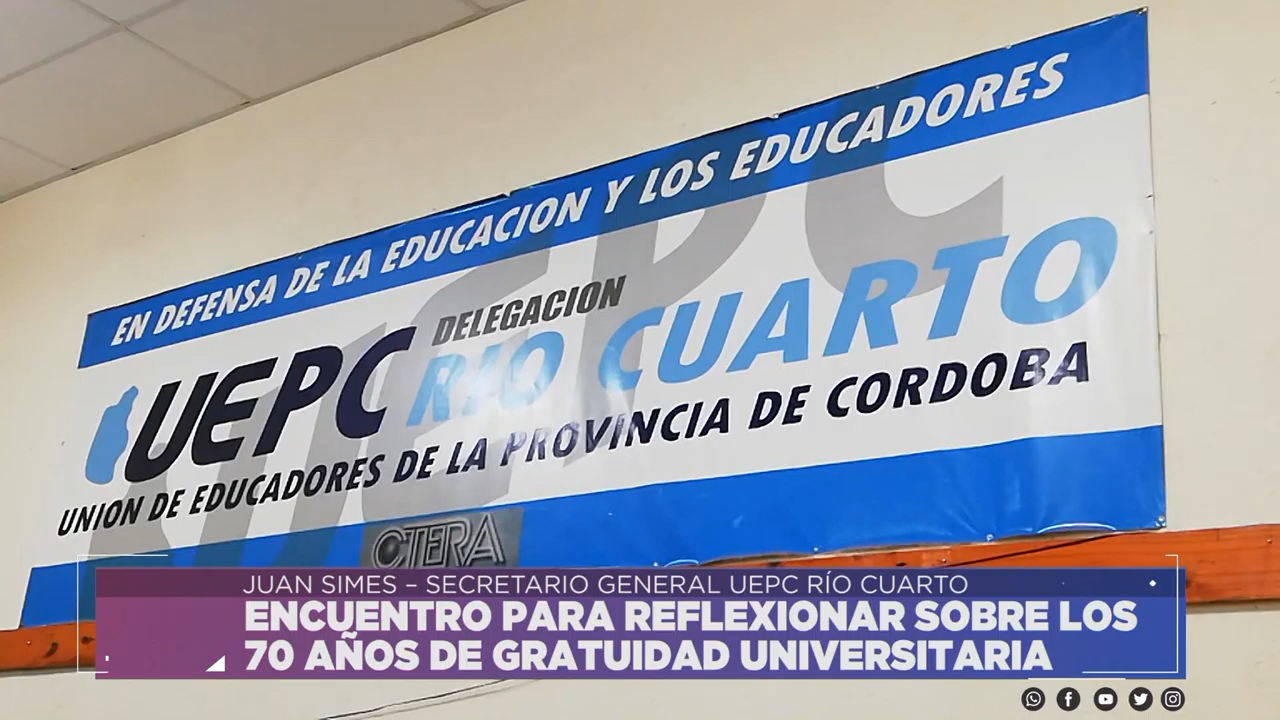 EN DEFENSA DE LA EDUCACION Y LOS EDUCADORES
UEPC
DELEGACION
RIO CUARTO
UNION DE EDUCADORES DE LA PROVINCIA DE CORDOBA
CTERA
JUAN SIMES – SECRETARIO GENERAL UEPC RÍO CUARTO
ENCUENTRO PARA REFLEXIONAR SOBRE LOS
70 AÑOS DE GRATUIDAD UNIVERSITARIA